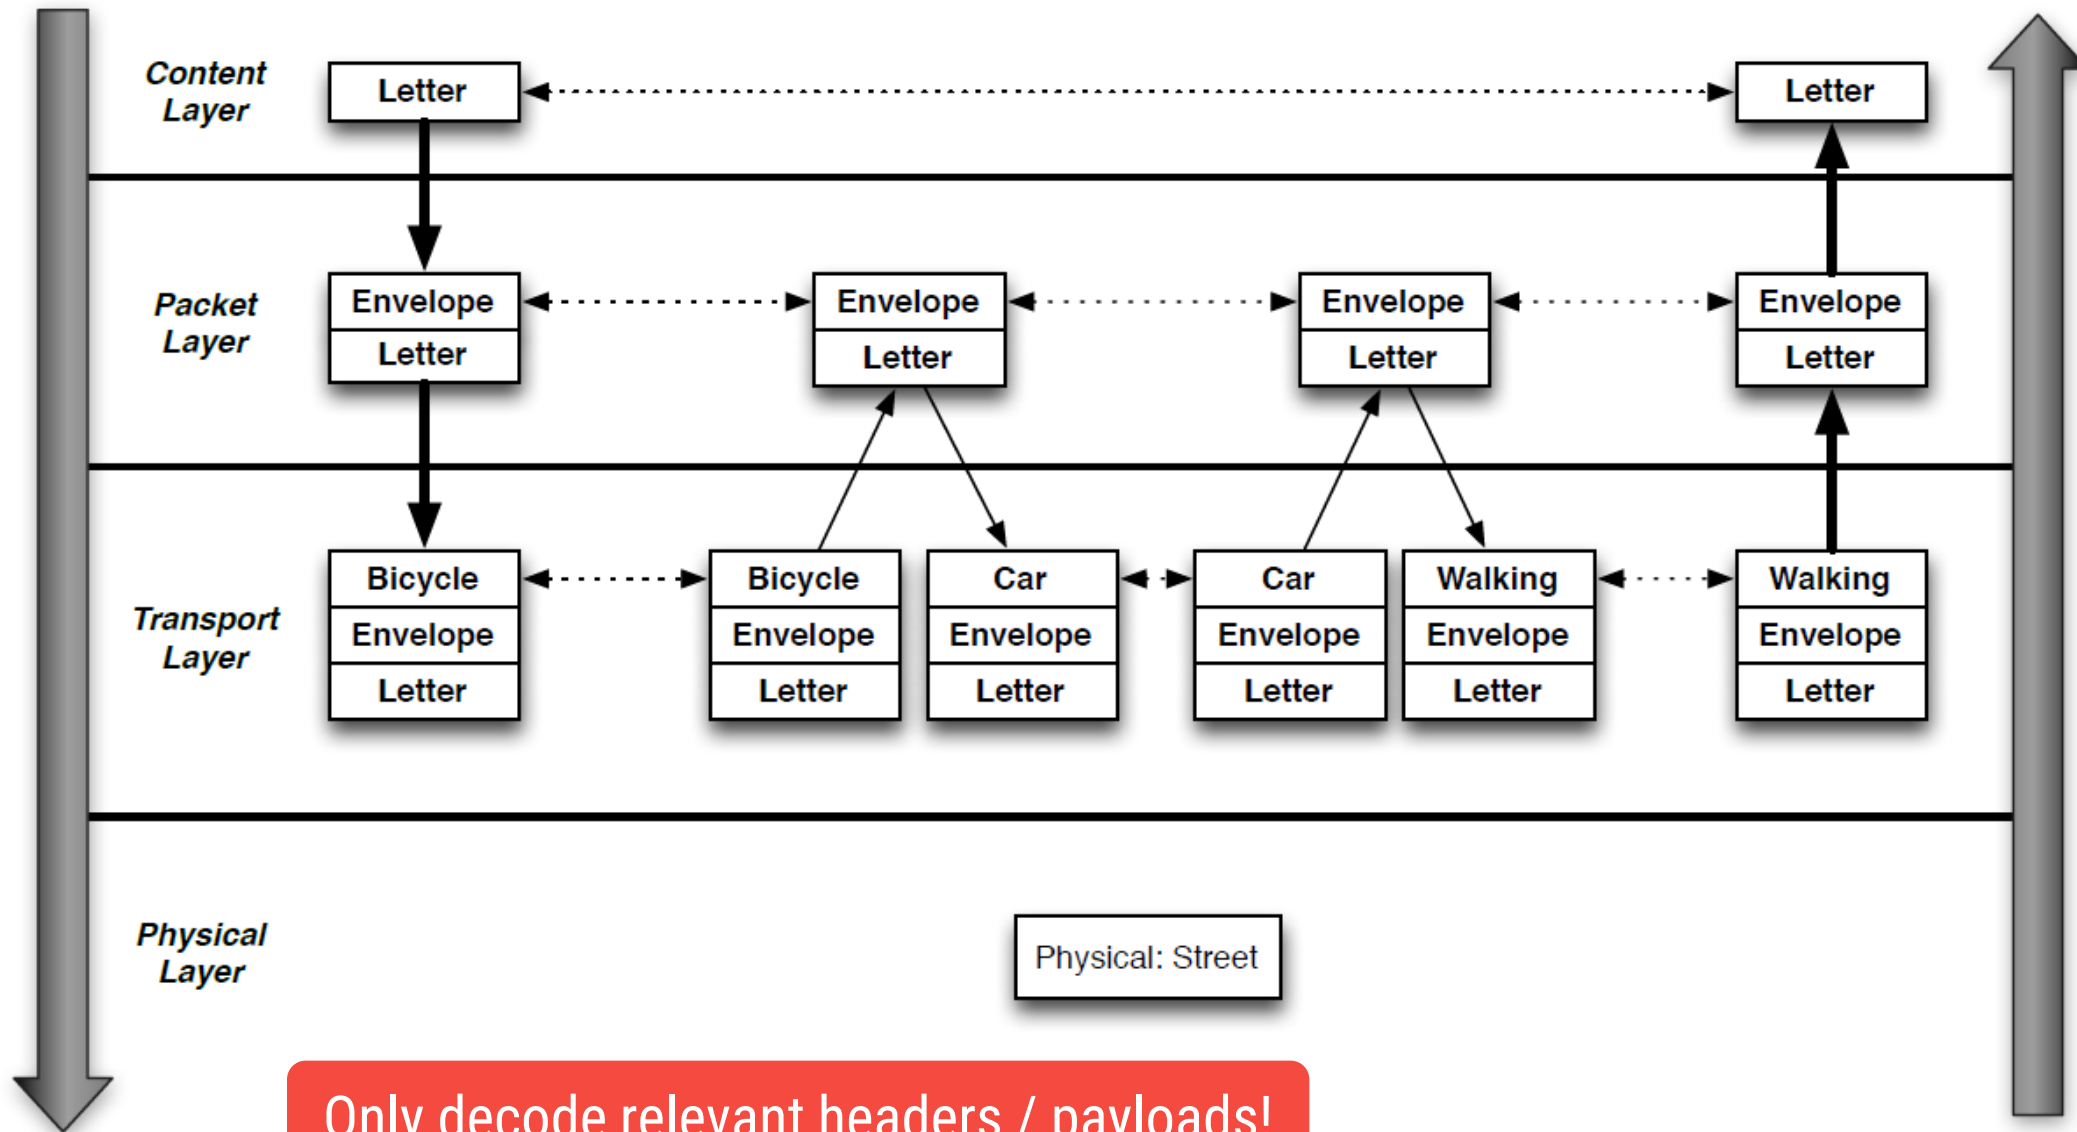 Content
Layer
Letter
Letter
Packet
Layer
Envelope
Letter
Envelope
Letter
Envelope
Letter
Envelope
Letter
Transport
Layer
Bicycle
Envelope
Letter
Bicycle
Envelope
Letter
Car
Envelope
Letter
Car
Envelope
Letter
Walking
Envelope
Letter
Walking
Envelope
Letter
Physical
Layer
Physical: Street
Only decode relevant headers / payloads!